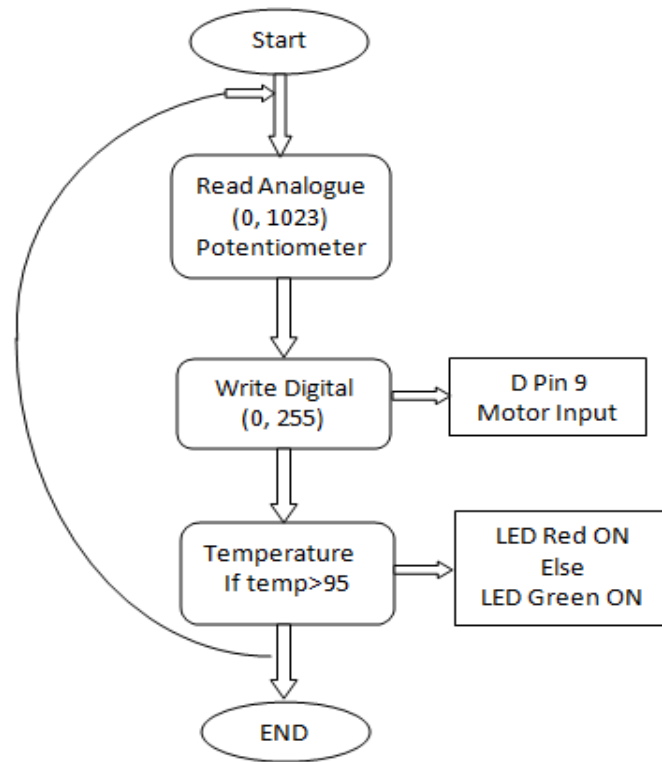 Start
Read Analogue
(0, 1023)
Potentiometer
Write Digital
(0, 255)
D Pin 9
Motor Input
Temperature
If temp>95
LED Red ON
Else
LED Green ON
END